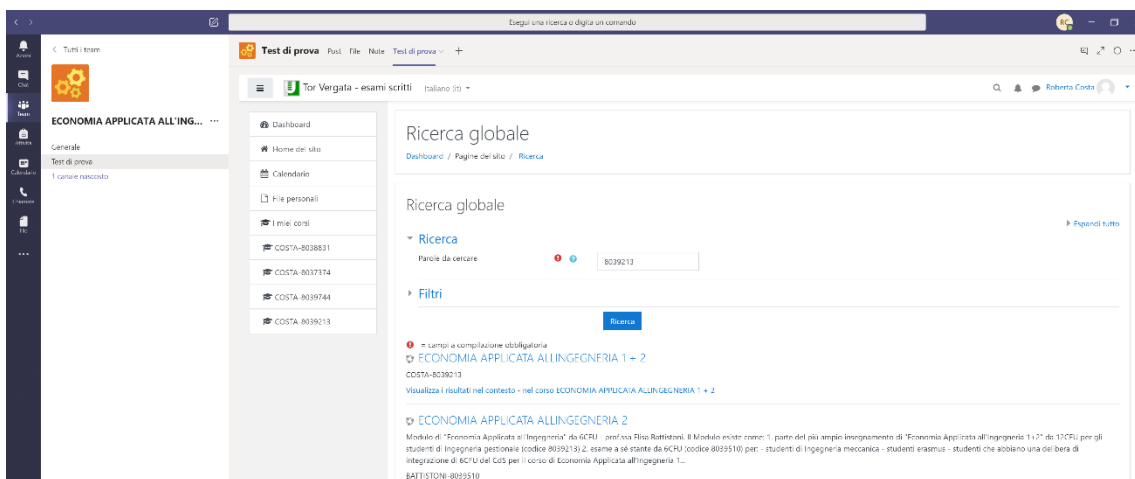 Esegui una ricerca o digita un comando
RC
Attività
Chat
Team
Attività
Calendario
Chiamate
File
Tutti i team
ECONOMIA APPLICATA ALL'ING... ...
Generale
Test di prova
1 canale nascosto
Test di prova Post File Note Test di prova +
Tor Vergata - esami scritti Italiano (it)
Roberta Costa
Dashboard
Home del sito
Calendario
File personali
I miei corsi
COSTA-8038831
COSTA-8037374
COSTA-8039744
COSTA-8039213
Ricerca globale
Dashboard / Pagine del sito / Ricerca
Ricerca globale
Espandi tutto
Ricerca
Parole da cercare 8039213
Filtri
Ricerca
= campi a compilazione obbligatoria
ECONOMIA APPLICATA ALLINGEGNERIA 1 + 2
COSTA-8039213
Visualizza i risultati nel contesto - nel corso ECONOMIA APPLICATA ALLINGEGNERIA 1 + 2
ECONOMIA APPLICATA ALLINGEGNERIA 2
Modulo di "Economia Applicata all'Ingegneria" da 6CFU - prof.ssa Elisa Battistoni. Il Modulo esiste come: 1. parte del più ampio insegnamento di "Economia Applicata all'Ingegneria 1+2" da 12CFU per gli
studenti di Ingegneria gestionale (codice 8039213) 2. esame a sé stante da 6CFU (codice 8039510) per: - studenti di Ingegneria meccanica - studenti erasmus - studenti che abbiano una delibera di
integrazione di 6CFU del CdS per il corso di Economia Applicata all'Ingegneria 1...
BATTISTONI-8039510